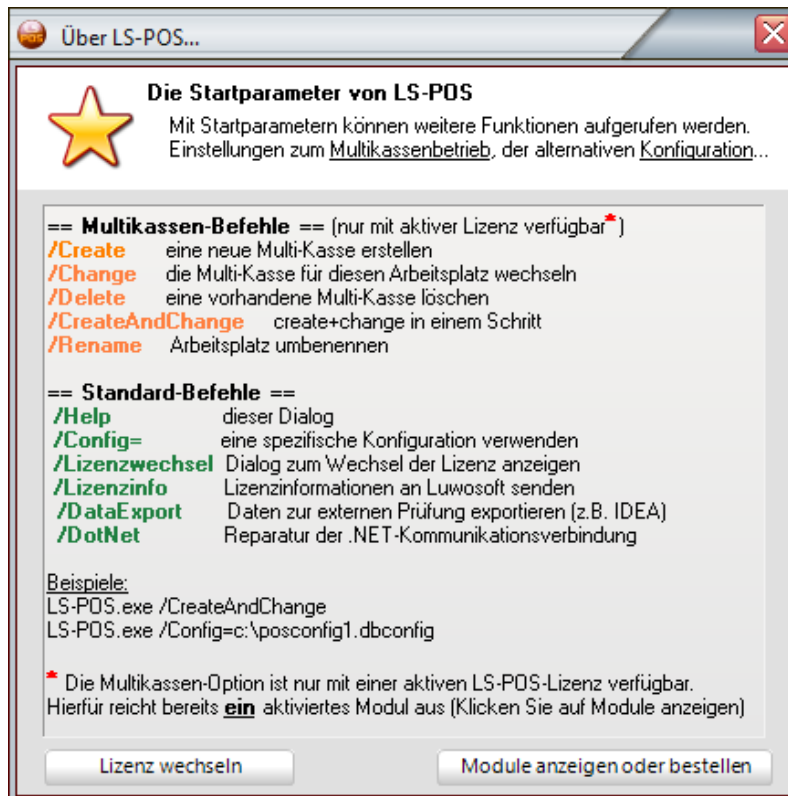 POS Über LS-POS...
Die Startparameter von LS-POS
Mit Startparametern können weitere Funktionen aufgerufen werden.
Einstellungen zum Multikassenbetrieb, der alternativen Konfiguration...
== Multikassen-Befehle == (nur mit aktiver Lizenz verfügbar*)
/Create eine neue Multi-Kasse erstellen
/Change die Multi-Kasse für diesen Arbeitsplatz wechseln
/Delete eine vorhandene Multi-Kasse löschen
/CreateAndChange create+change in einem Schritt
/Rename Arbeitsplatz umbenennen
== Standard-Befehle ==
/Help dieser Dialog
/Config= eine spezifische Konfiguration verwenden
/Lizenzwechsel Dialog zum Wechsel der Lizenz anzeigen
/Lizenzinfo Lizenzinformationen an Luwosoft senden
/DataExport Daten zur externen Prüfung exportieren (z.B. IDEA)
/DotNet Reparatur der .NET-Kommunikationsverbindung
Beispiele:
LS-POS.exe /CreateAndChange
LS-POS.exe /Config=c:\posconfig1.dbconfig
* Die Multikassen-Option ist nur mit einer aktiven LS-POS-Lizenz verfügbar.
Hierfür reicht bereits ein aktiviertes Modul aus (Klicken Sie auf Module anzeigen)
Lizenz wechseln
Module anzeigen oder bestellen